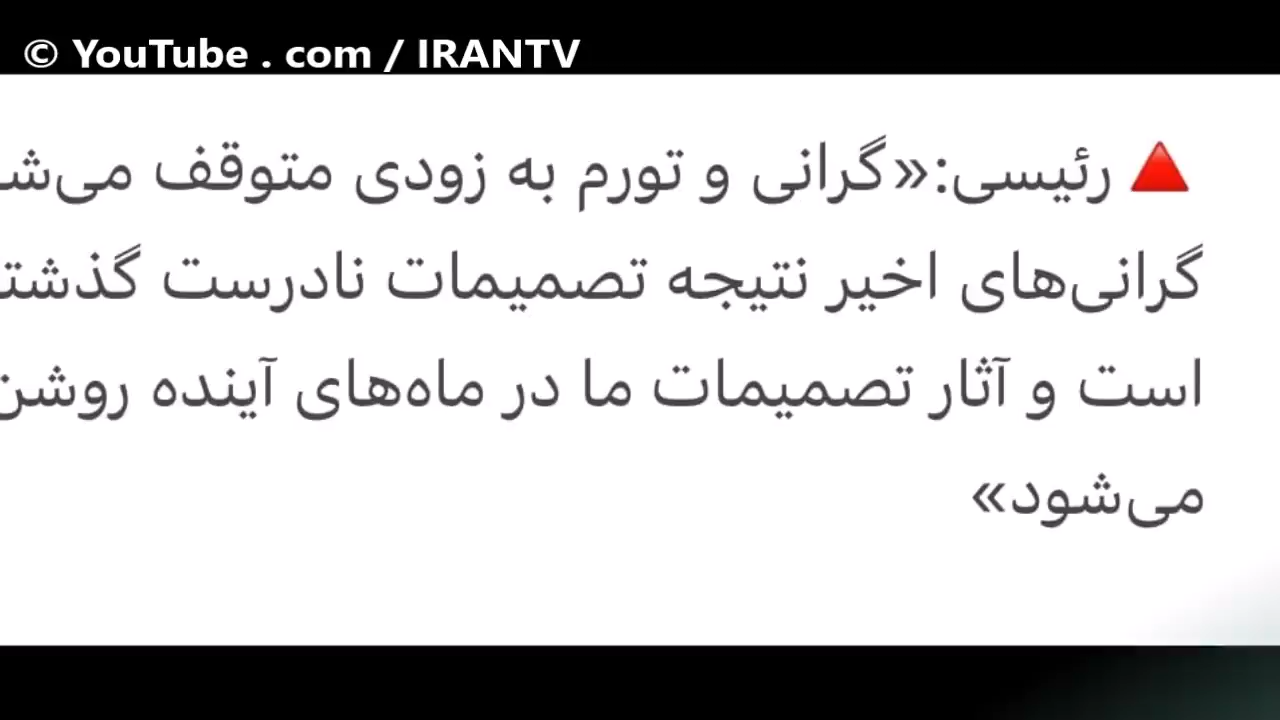 © YouTube . com / IRANTV
🔺رئیسی:«گرانی و تورم به زودی متوقف
گرانی‌های اخیر نتیجه تصمیمات نادرست
است و آثار تصمیمات ما در ماه‌های آینده روشن
می‌شود»